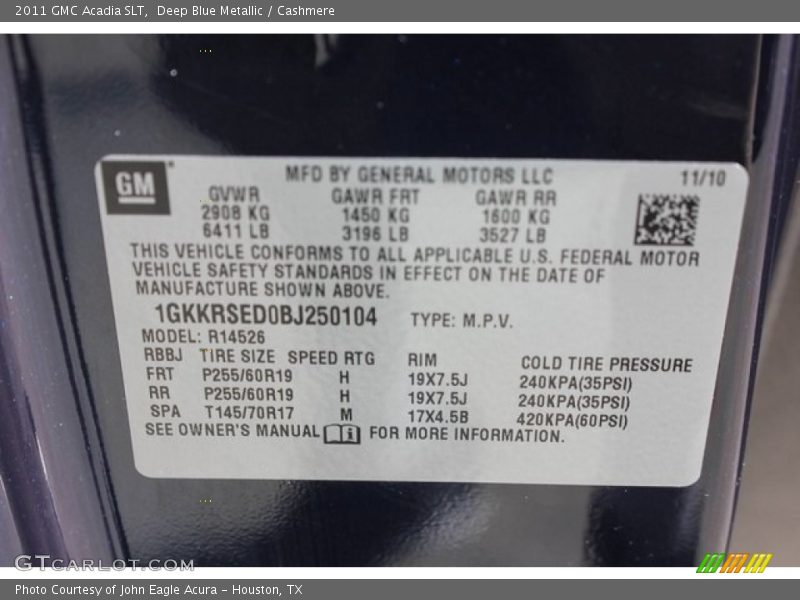 2011 GMC Acadia SLT,  Deep Blue Metallic / Cashmere
GM
MFD BY GENERAL MOTORS LLC 11/10
GVWR GAWR FRT GAWR RR
2908 KG 1450 KG 1600 KG
6411 LB 3196 LB 3527 LB
THIS VEHICLE CONFORMS TO ALL APPLICABLE U.S. FEDERAL MOTOR
VEHICLE SAFETY STANDARDS IN EFFECT ON THE DATE OF
MANUFACTURE SHOWN ABOVE.
1GKKRSED0BJ250104 TYPE: M.P.V.
MODEL: R14526
RBBJ TIRE SIZE SPEED RTG RIM COLD TIRE PRESSURE
FRT P255/60R19 H 19X7.5J 240KPA(35PSI)
RR P255/60R19 H 19X7.5J 240KPA(35PSI)
SPA T145/70R17 M 17X4.5B 420KPA(60PSI)
SEE OWNER'S MANUAL FOR MORE INFORMATION.
GTCARLOT.COM
Photo Courtesy of John Eagle Acura - Houston, TX